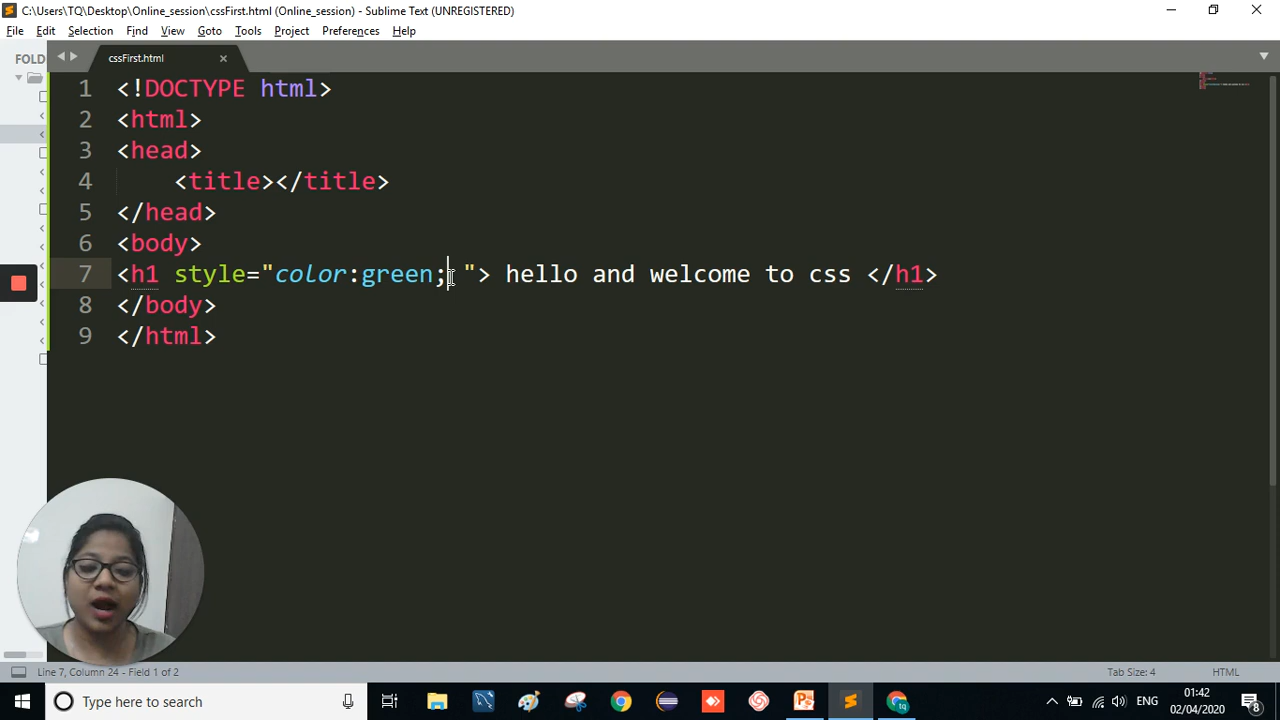 C:\Users\TQ\Desktop\Online_session\cssFirst.html (Online_session) - Sublime Text (UNREGISTERED)
File Edit Selection Find View Goto Tools Project Preferences Help
FOLD
cssFirst.html ×
1 <!DOCTYPE html>
2 <html>
3 <head>
4 <title></title>
5 </head>
6 <body>
7 <h1 style="color:green; "> hello and welcome to css </h1>
8 </body>
9 </html>
Line 7, Column 24 - Field 1 of 2
Tab Size: 4
HTML
Type here to search
tq
ENG
01:42
02/04/2020
8